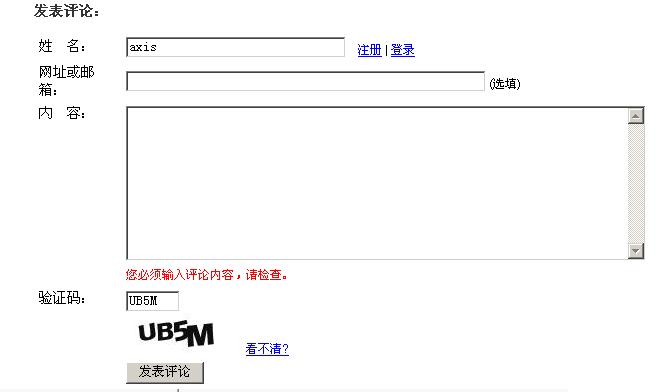 发表评论：
姓 名： axis 注册 | 登录
网址或邮
箱： (选填)
内 容：
您必须输入评论内容，请检查。
验证码： UB5M
UB5M 看不清?
发表评论